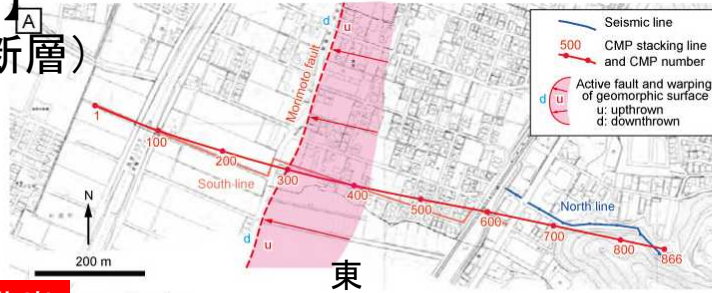 A
断層）
Seismic line
500 CMP stacking line
and CMP number
Active fault and warping
of geomorphic surface
u: upthrown
d: downthrown
d u
d
u
Morimoto fault
1
100
200
300
400
500
600
700
800
866
South line
North line
N
d
u
200 m
東